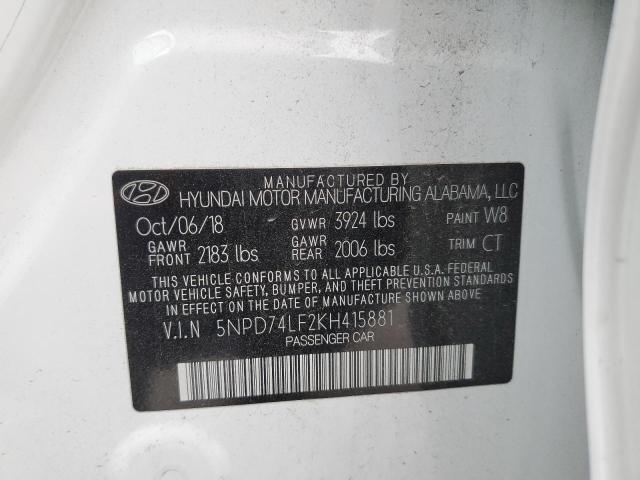 MANUFACTURED BY
HYUNDAI MOTOR MANUFACTURING ALABAMA, LLC
Oct/06/18 GVWR 3924 lbs PAINT W8
GAWR FRONT 2183 lbs GAWR REAR 2006 lbs TRIM CT
THIS VEHICLE CONFORMS TO ALL APPLICABLE U.S.A. FEDERAL
MOTOR VEHICLE SAFETY, BUMPER, AND THEFT PREVENTION STANDARDS
IN EFFECT ON THE DATE OF MANUFACTURE SHOWN ABOVE.
V.I.N 5NPD74LF2KH415881
PASSENGER CAR